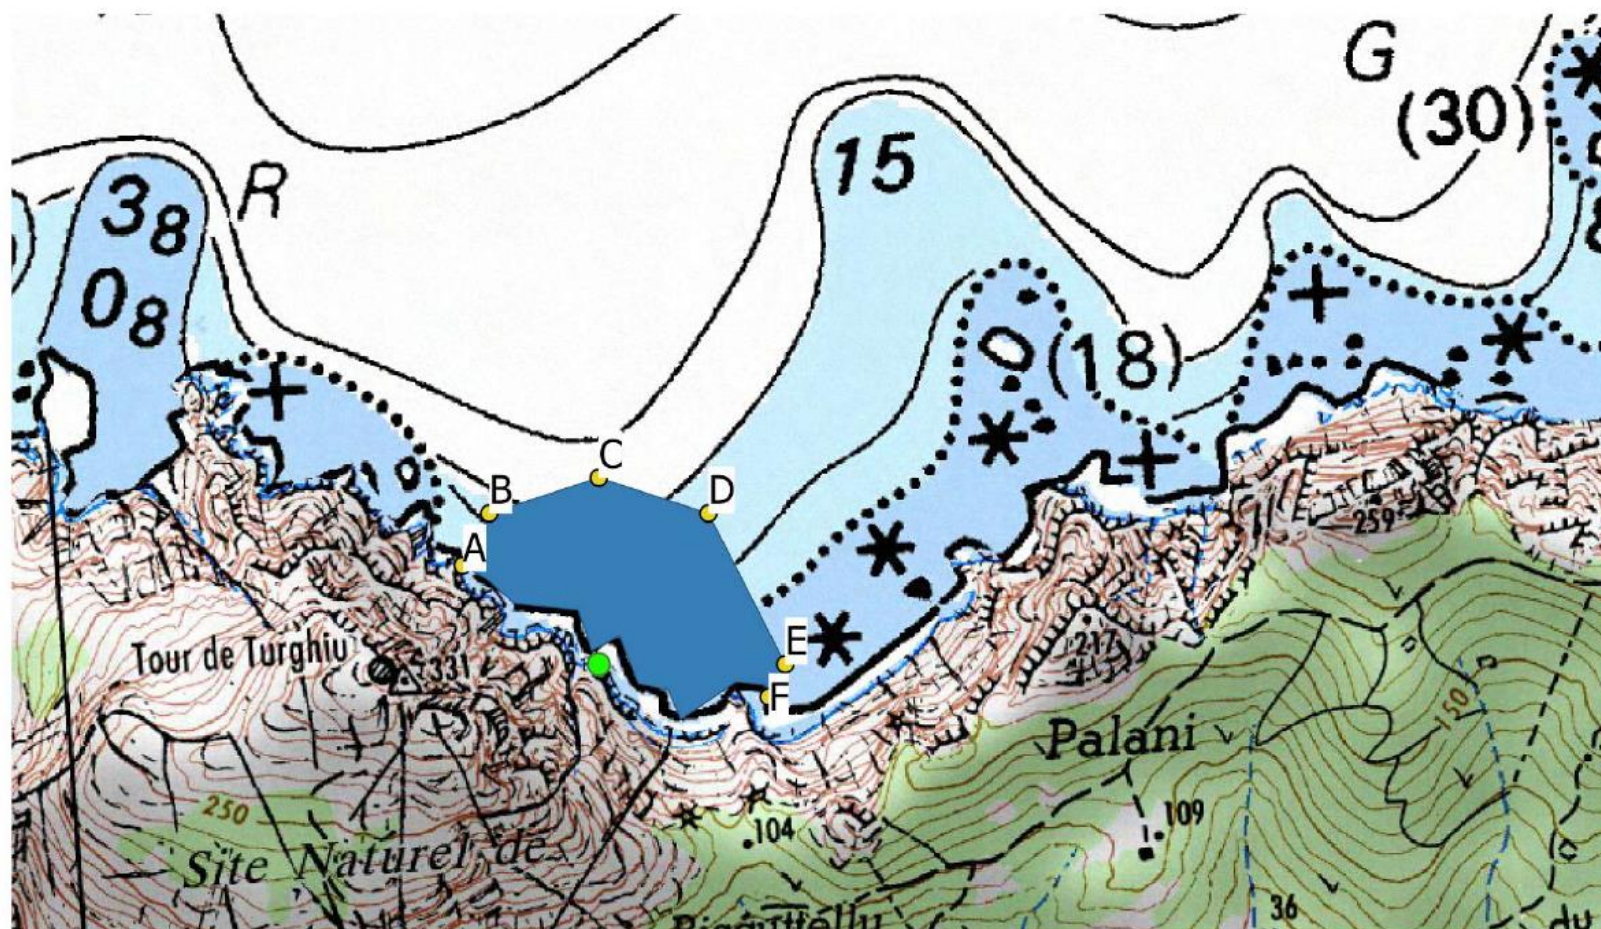 G
(30)
15
38
R
08
(18)
C
B
D
A
259
E
Tour de Turghiu
331
217
F
150
Palani
250
109
104
Site Naturel de
36
du